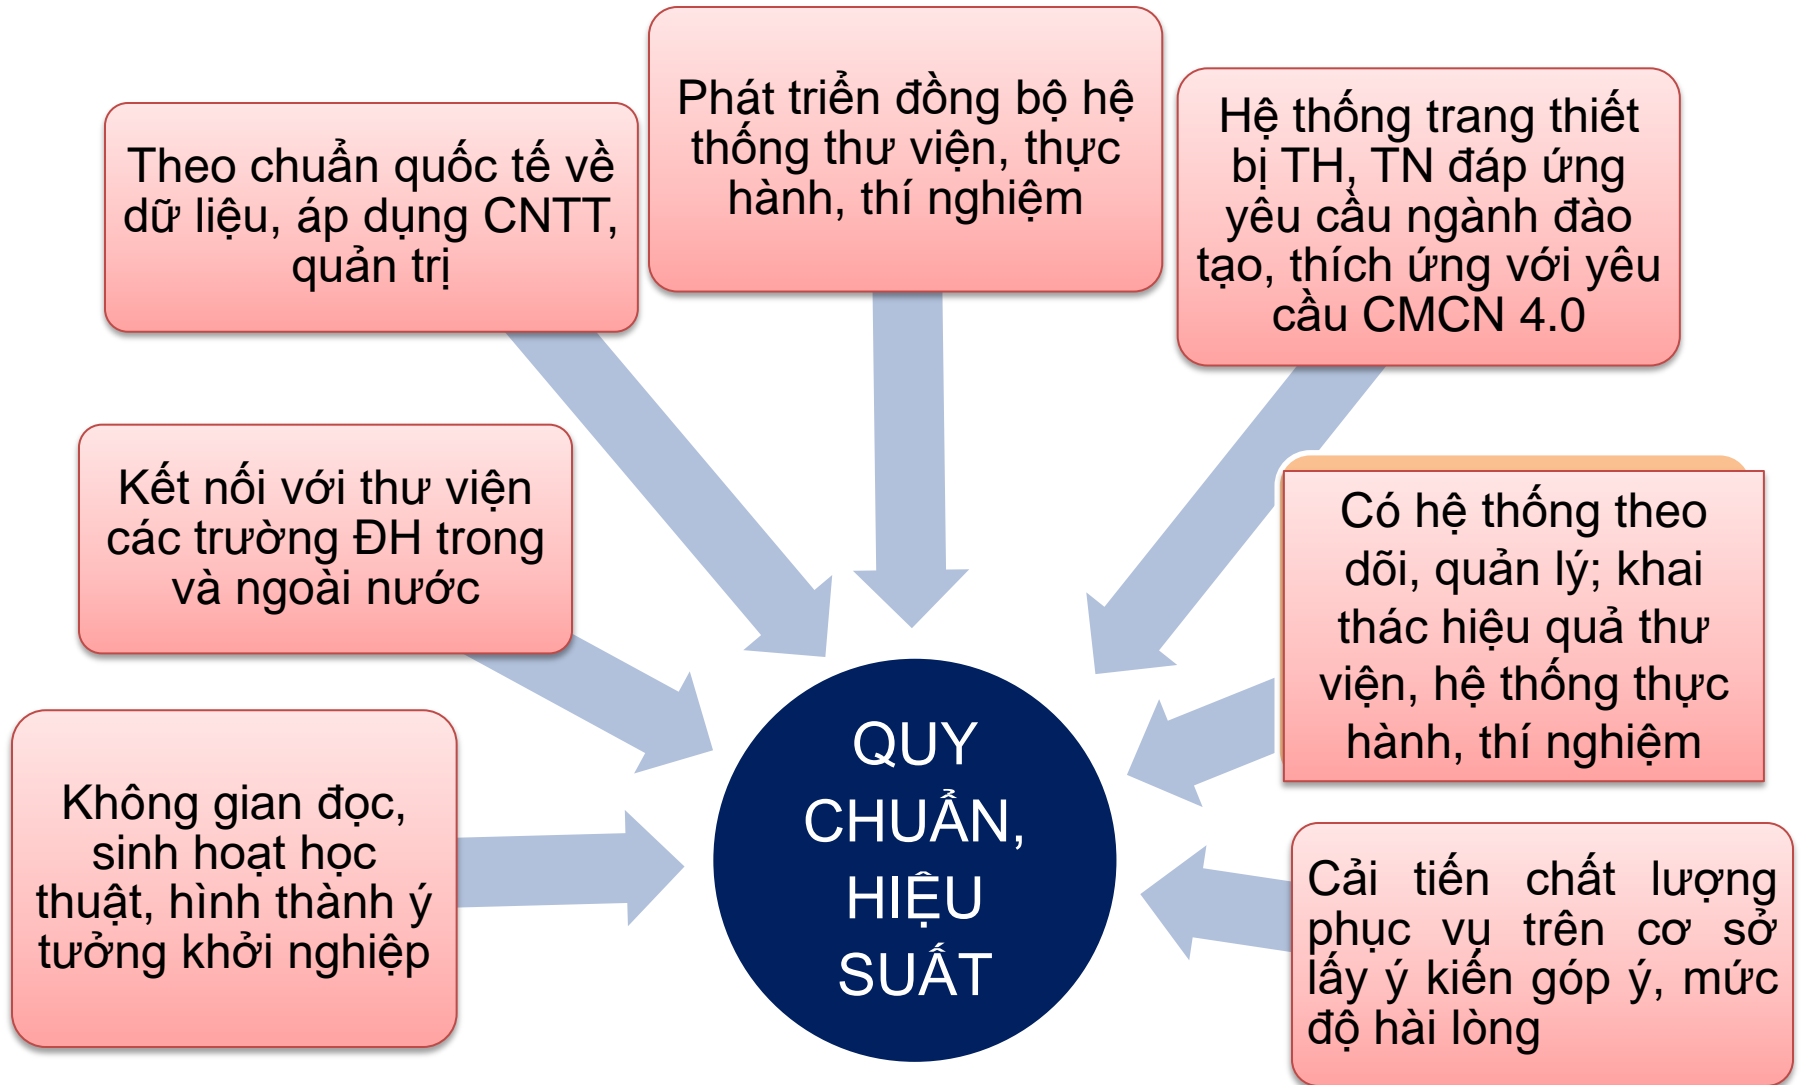 Phát triển đồng bộ hệ
thống thư viện, thực
hành, thí nghiệm
Theo chuẩn quốc tế về
dữ liệu, áp dụng CNTT,
quản trị
Hệ thống trang thiết
bị TH, TN đáp ứng
yêu cầu ngành đào
tạo, thích ứng với yêu
cầu CMCN 4.0
Kết nối với thư viện
các trường ĐH trong
và ngoài nước
Có hệ thống theo
dõi, quản lý; khai
thác hiệu quả thư
viện, hệ thống thực
hành, thí nghiệm
Không gian đọc,
sinh hoạt học
thuật, hình thành ý
tưởng khởi nghiệp
QUY
CHUẨN,
HIỆU
SUẤT
Cải tiến chất lượng
phục vụ trên cơ sở
lấy ý kiến góp ý, mức
độ hài lòng